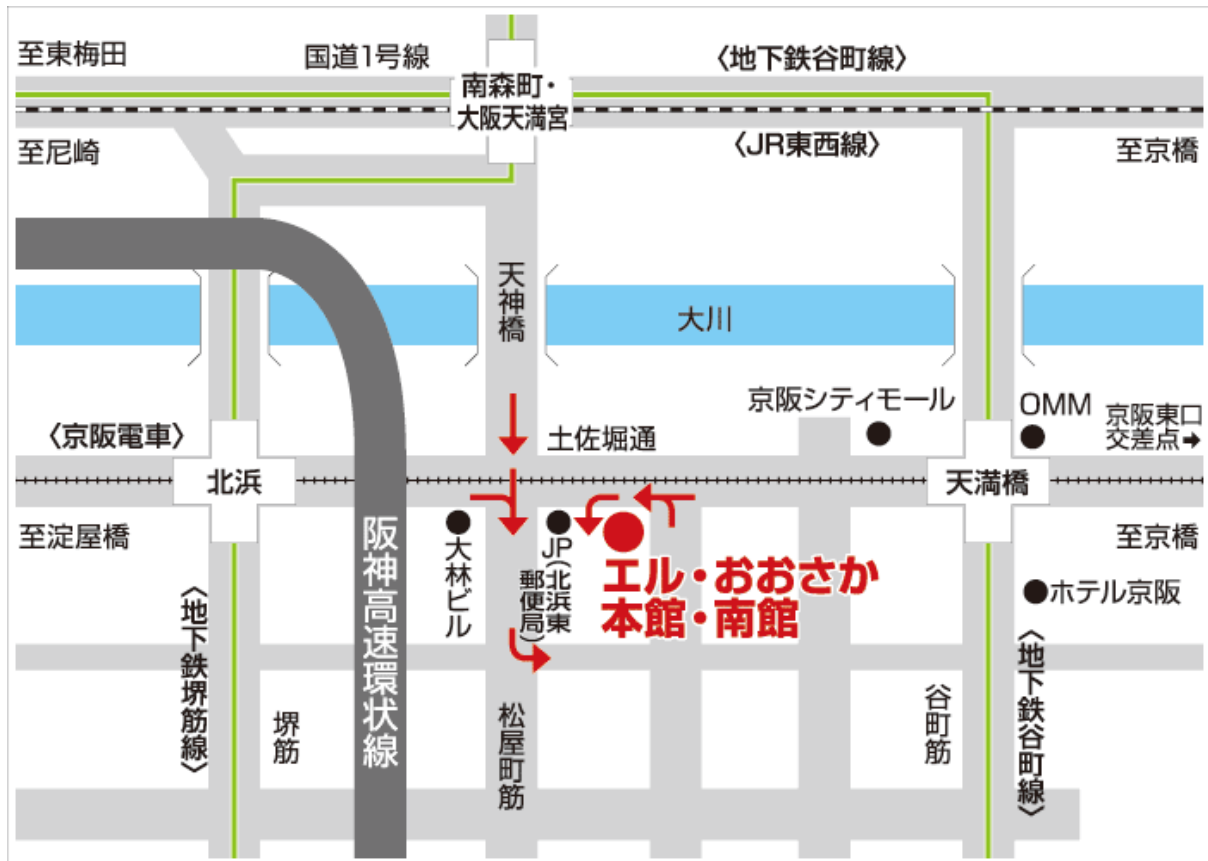 至東梅田
国道1号線
〈地下鉄谷町線〉
南森町・
大阪天満宮
至尼崎
〈JR東西線〉
至京橋
天神橋
大川
京阪シティモール
OMM
京阪東口
交差点➔
〈京阪電車〉
土佐堀通
北浜
天満橋
至淀屋橋
阪神高速環状線
大林ビル
JP(北浜東
郵便局)
エル・おおさか
本館・南館
至京橋
ホテル京阪
〈地下鉄堺筋線〉
堺筋
松屋町筋
谷町筋
〈地下鉄谷町線〉